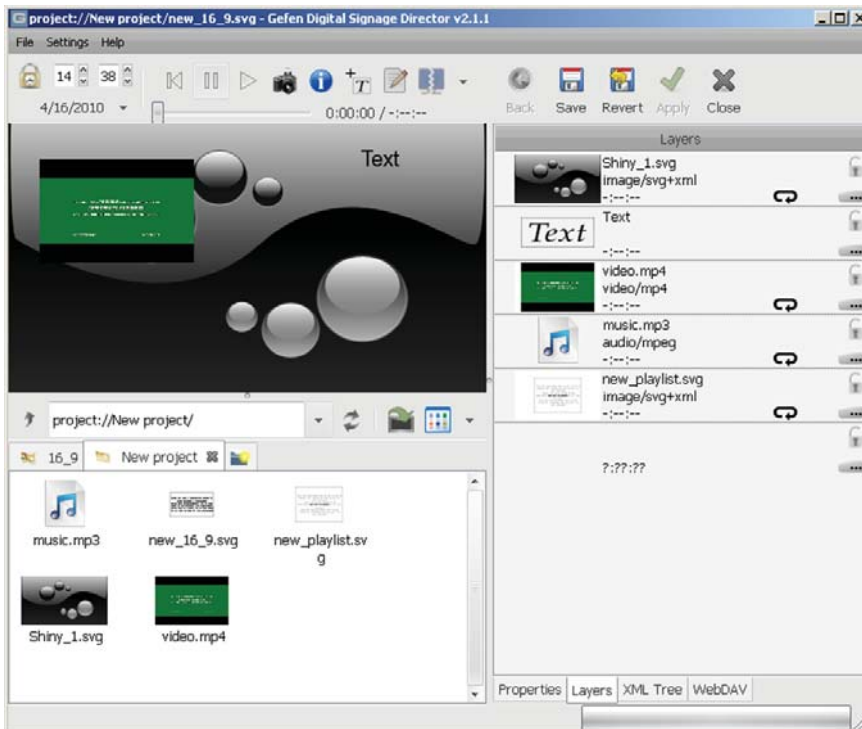 project://New project/new_16_9.svg - Gefen Digital Signage Director v2.1.1
File Settings Help
14 38
4/16/2010
0:00:00 / -:--:--
Back Save Revert Apply Close
Text
project://New project/
16_9 New project
music.mp3
new_16_9.svg
new_playlist.sv
g
Shiny_1.svg
video.mp4
Layers
Shiny_1.svg
image/svg+xml
-:--:--
Text
Text
-:--:--
video.mp4
video/mp4
-:--:--
music.mp3
audio/mpeg
-:--:--
new_playlist.svg
image/svg+xml
-:--:--
?:??:??
Properties Layers XML Tree WebDAV